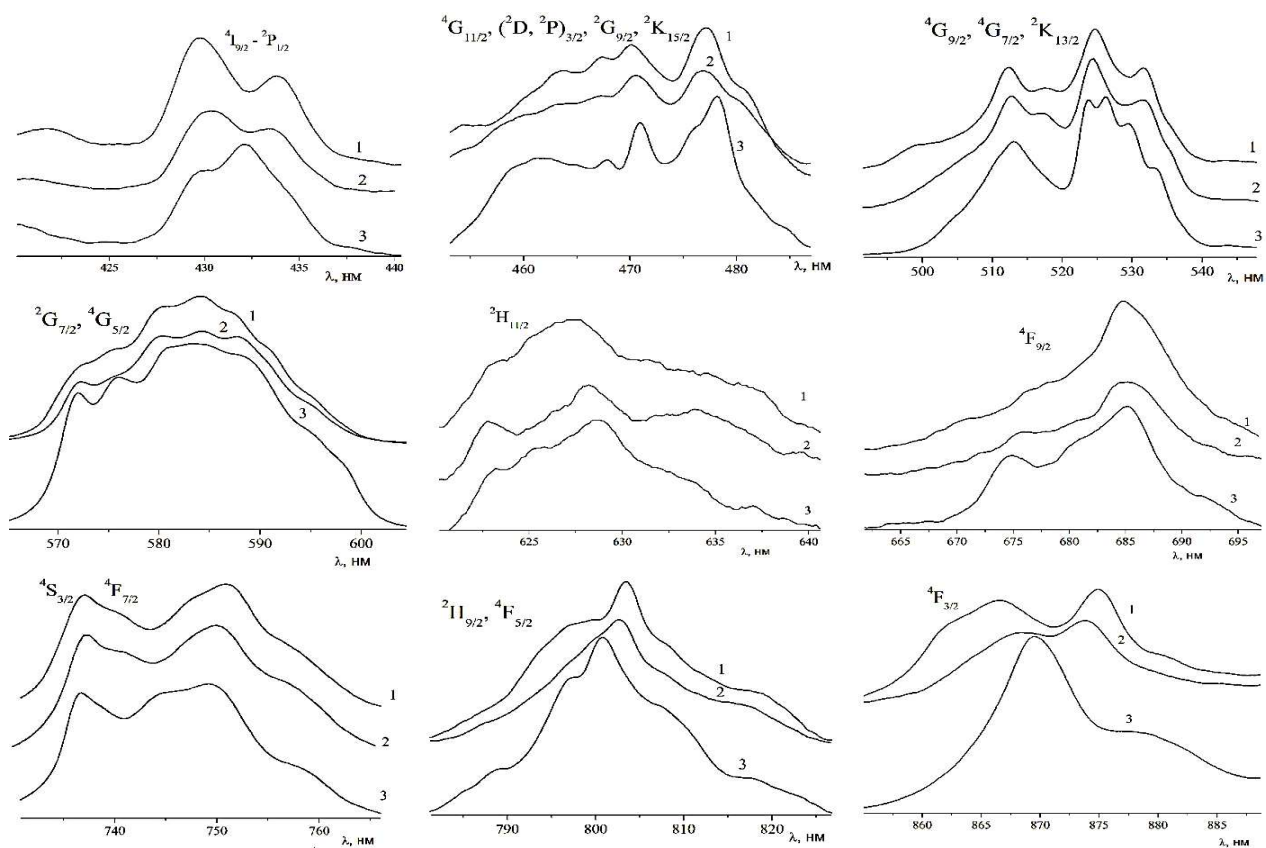 ⁴I₉/₂ - ²P₁/₂
1
2
3
425 430 435 440
λ, нм
⁴G₁₁/₂, (²D, ²P)₃/₂, ²G₉/₂, ²K₁₅/₂
1
2
3
460 470 480
λ, нм
⁴G₉/₂, ⁴G₇/₂, ²K₁₃/₂
1
2
3
500 510 520 530 540
λ, нм
²G₇/₂, ⁴G₅/₂
1
2
3
570 580 590 600
λ, нм
²H₁₁/₂
1
2
3
625 630 635 640
λ, нм
⁴F₉/₂
1
2
3
665 670 675 680 685 690 695
λ, нм
⁴S₃/₂ ⁴F₇/₂
1
2
3
740 750 760
λ, нм
²H₉/₂, ⁴F₅/₂
1
2
3
790 800 810 820
λ, нм
⁴F₃/₂
1
2
3
860 865 870 875 880 885
λ, нм